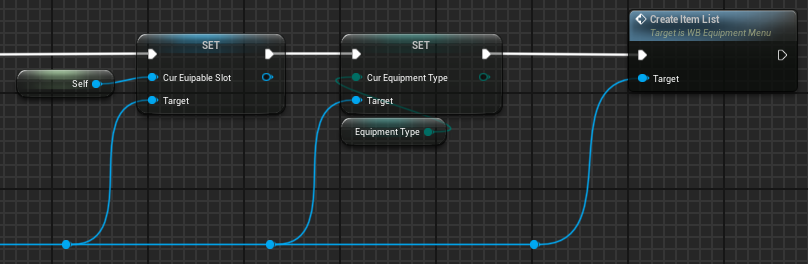 SET
Self
Cur Euipable Slot
Target
SET
Cur Equipment Type
Target
Equipment Type
Create Item List
Target is WB Equipment Menu
Target